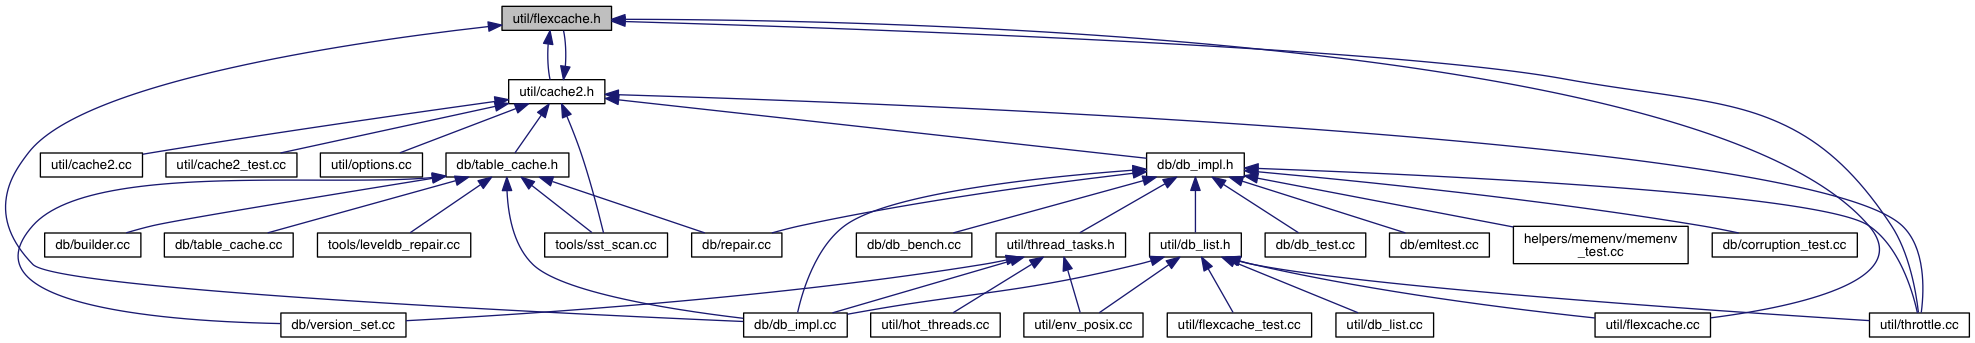 util/flexcache.h
util/cache2.h
util/cache2.cc
util/cache2_test.cc
util/options.cc
db/table_cache.h
db/db_impl.h
db/builder.cc
db/table_cache.cc
tools/leveldb_repair.cc
tools/sst_scan.cc
db/repair.cc
db/db_bench.cc
util/thread_tasks.h
util/db_list.h
db/db_test.cc
db/emltest.cc
helpers/memenv/memenv
_test.cc
db/corruption_test.cc
db/version_set.cc
db/db_impl.cc
util/hot_threads.cc
util/env_posix.cc
util/flexcache_test.cc
util/db_list.cc
util/flexcache.cc
util/throttle.cc